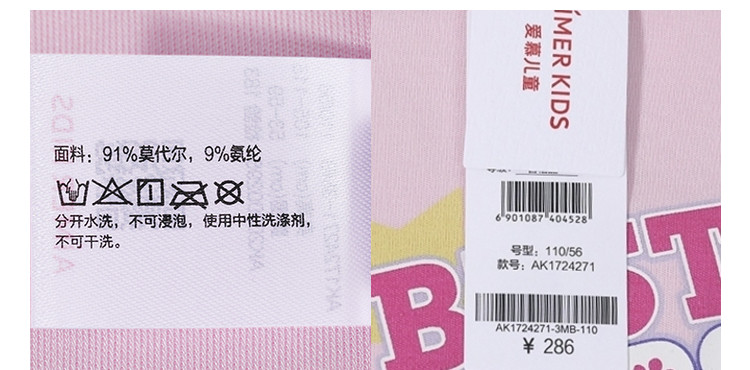 面料：91%莫代尔，9%氨纶
分开水洗，不可浸泡，使用中性洗涤剂，
不可干洗。
ÍMER KIDS
爱慕儿童
6 901087 404528
号型：110/56
款号：AK1724271
AK1724271-3MB-110
¥ 286
BEST